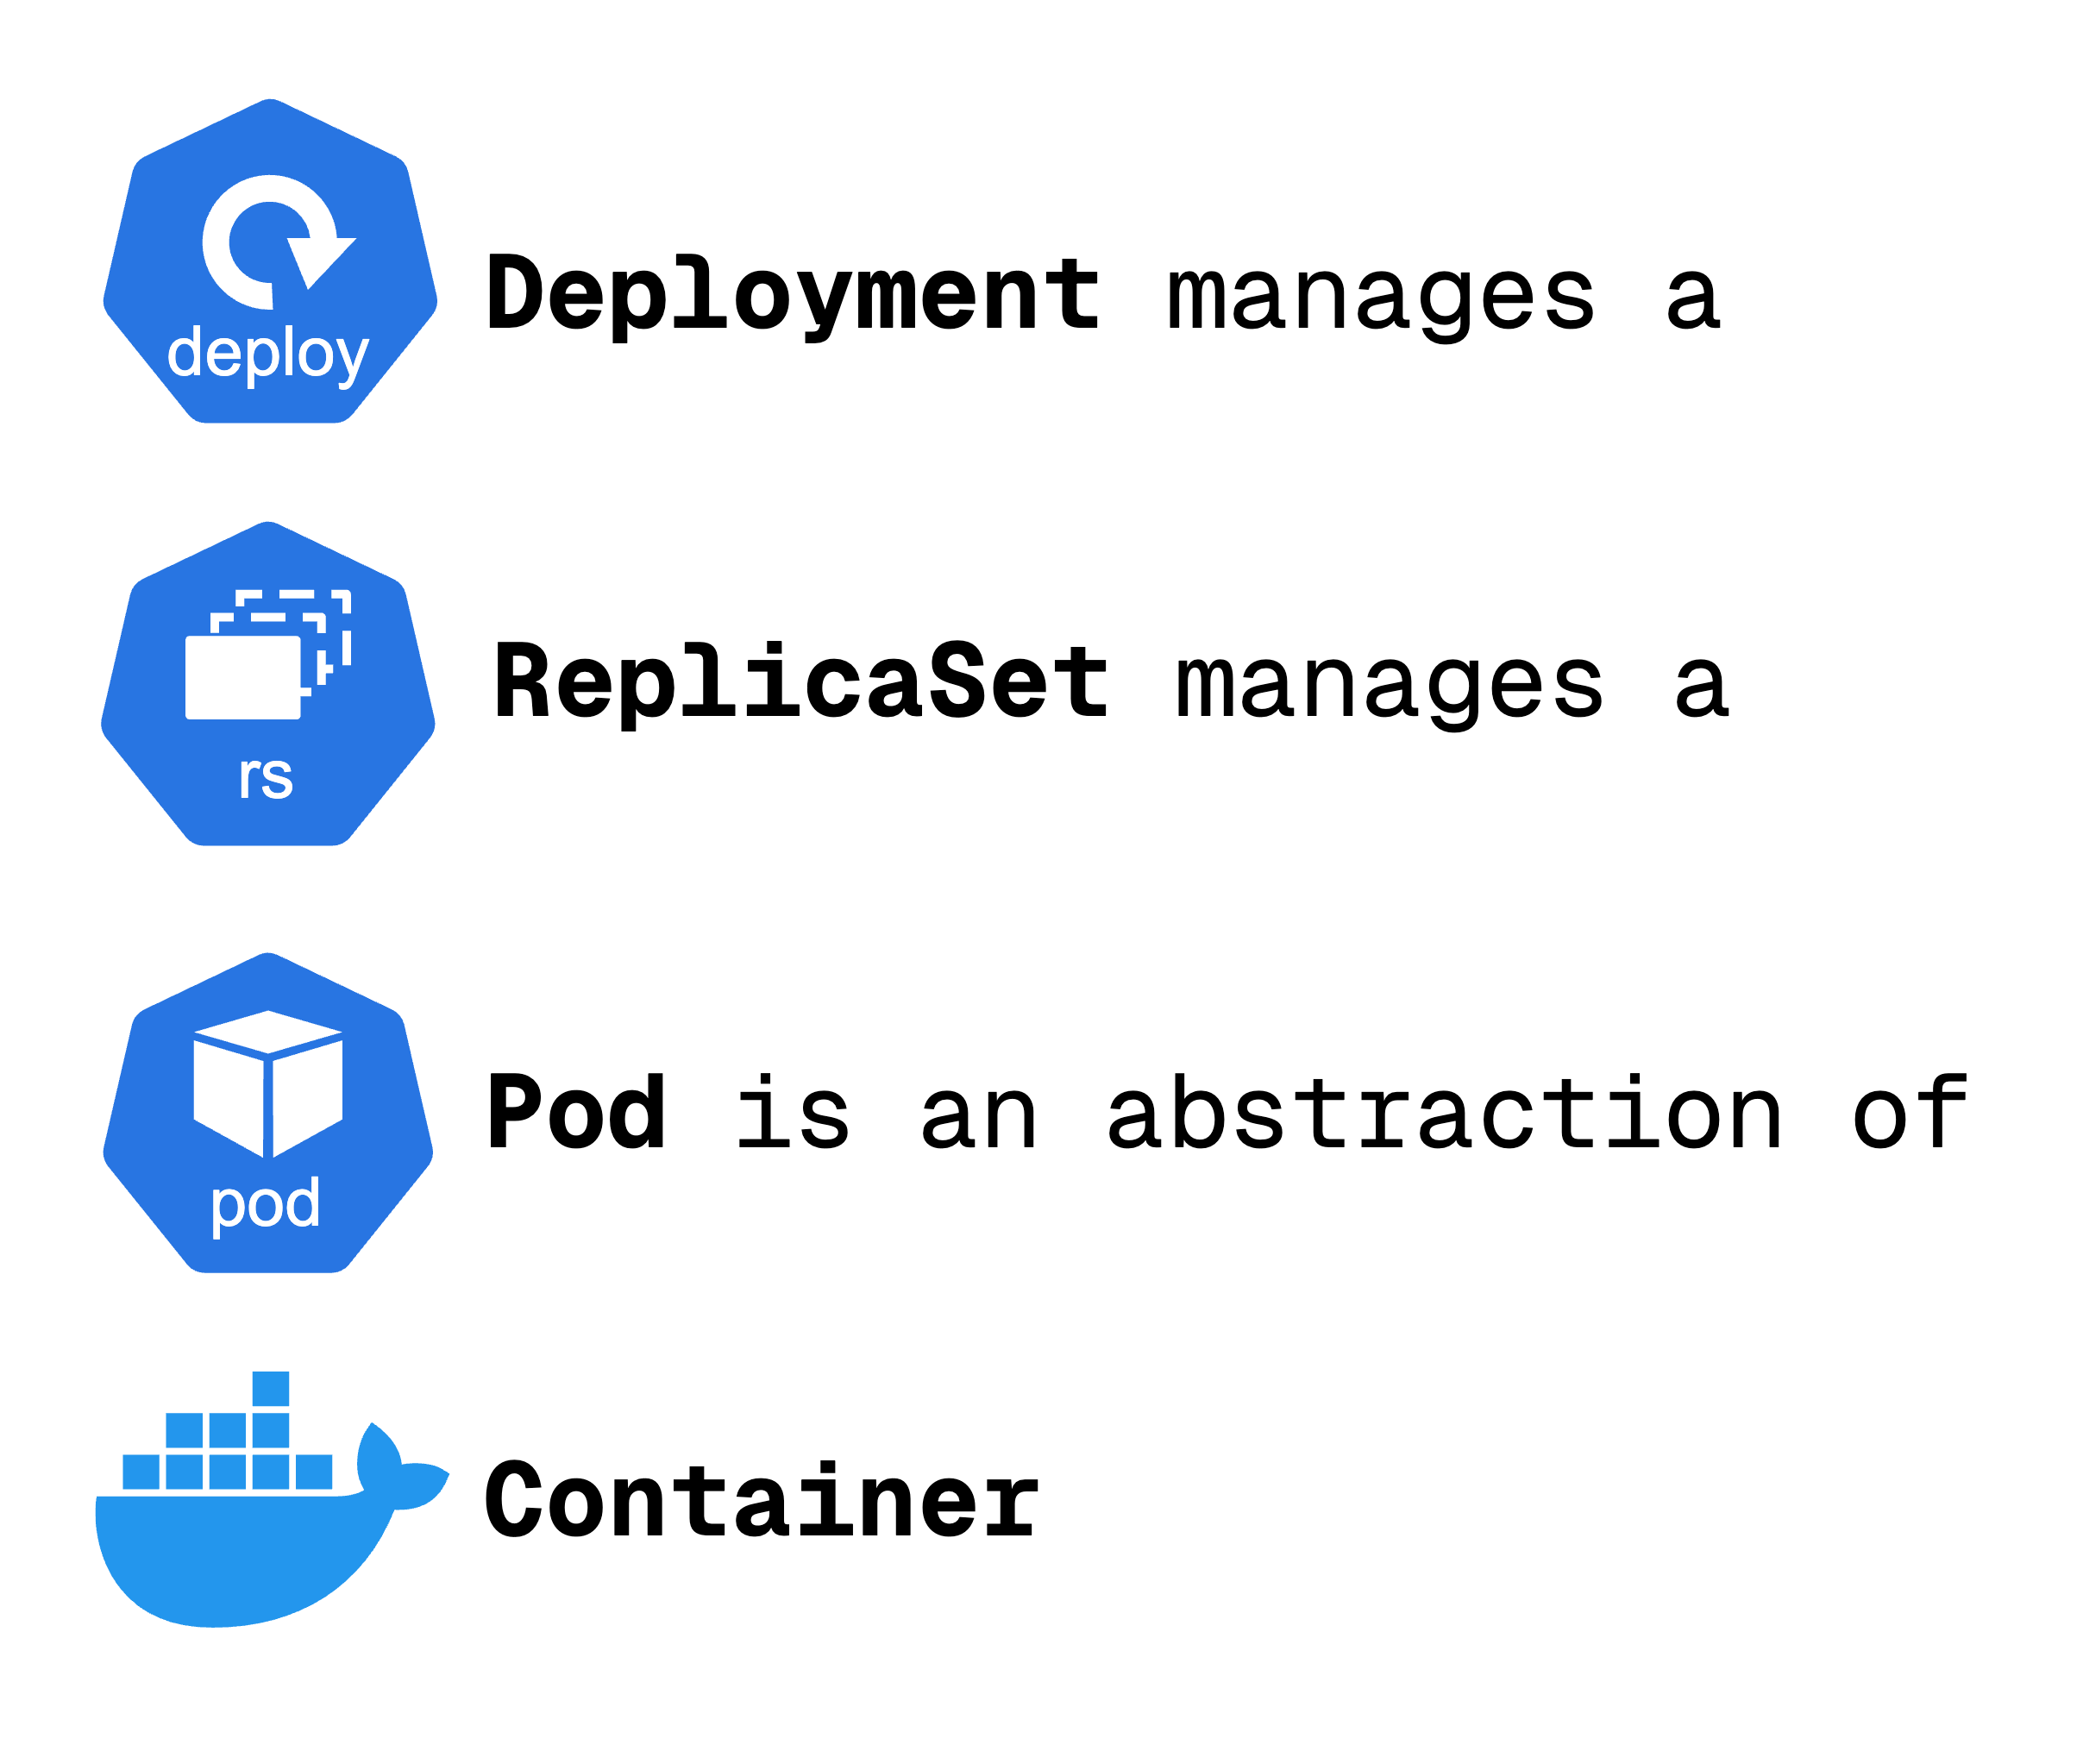 deploy
Deployment manages a
rs
ReplicaSet manages a
pod
Pod is an abstraction of
Container